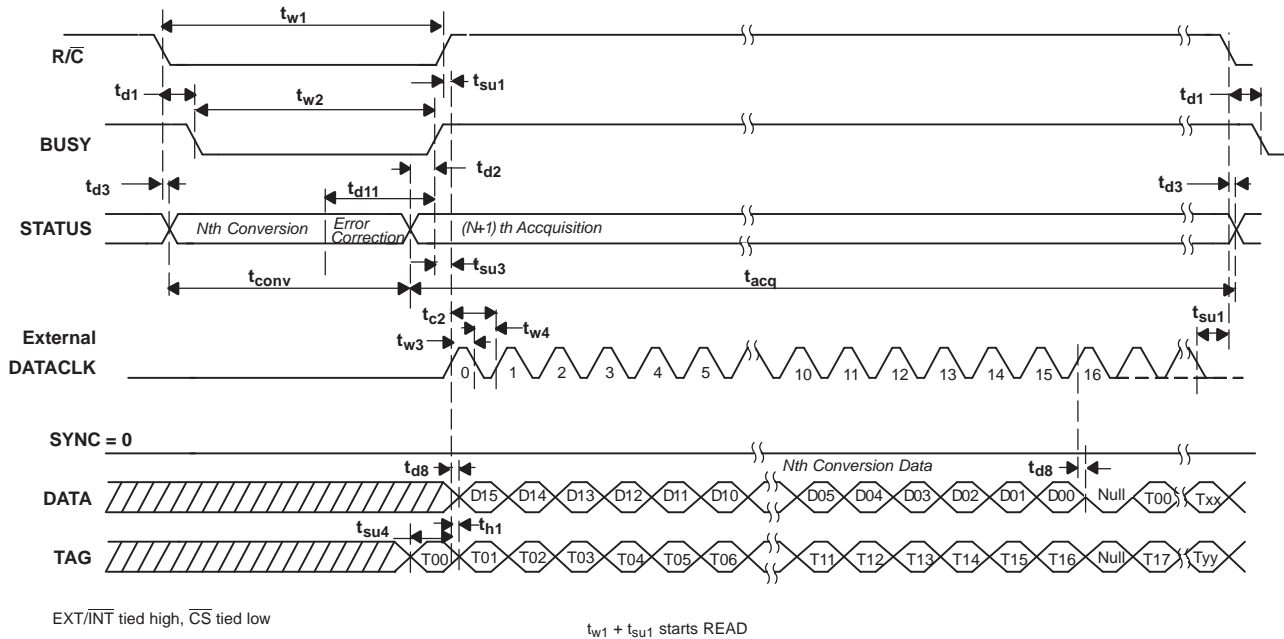 tw1
R/C
tsu1
td1
tw2
td1
BUSY
td2
td3
td11
td3
STATUS
Nth Conversion
Error Correction
(N+1) th Accquisition
tsu3
tconv
tacq
tc2
tsu1
External
tw3
tw4
DATACLK
0 1 2 3 4 5 10 11 12 13 14 15 16
SYNC = 0
td8
Nth Conversion Data
td8
DATA
D15 D14 D13 D12 D11 D10 D05 D04 D03 D02 D01 D00 Null T00 Txx
tsu4
th1
TAG
T00 T01 T02 T03 T04 T05 T06 T11 T12 T13 T14 T15 T16 Null T17 Tyy
EXT/INT tied high, CS tied low
tw1 + tsu1 starts READ